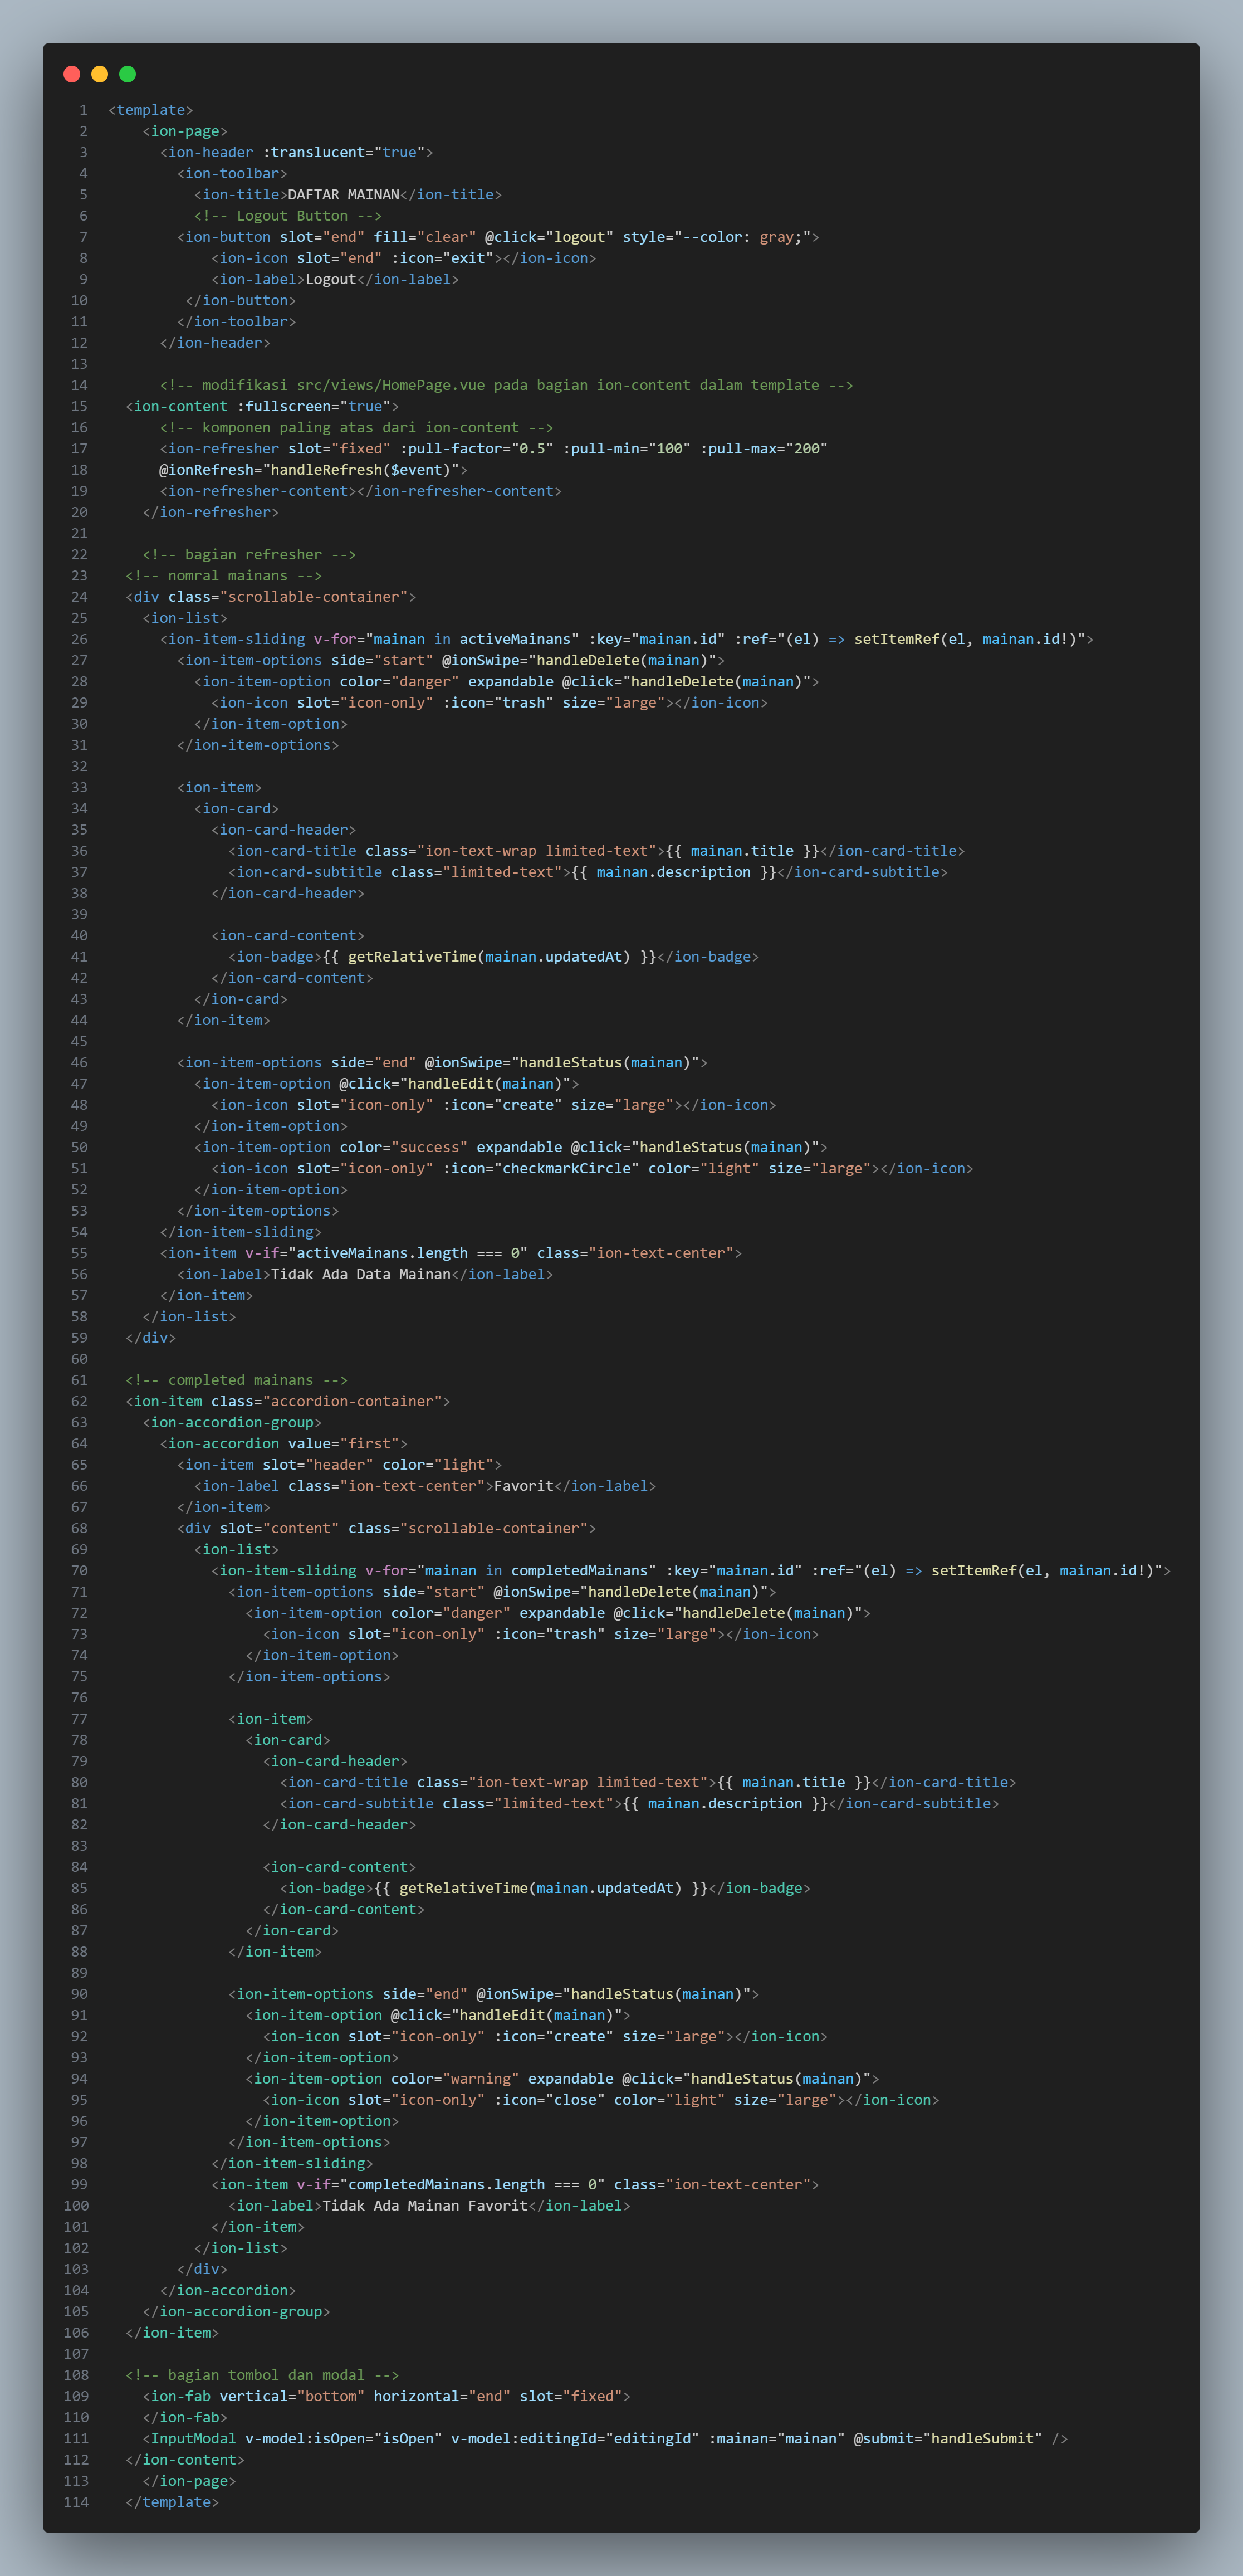 1 <template>
2     <ion-page>
3       <ion-header :translucent="true">
4         <ion-toolbar>
5           <ion-title>DAFTAR MAINAN</ion-title>
6           <!-- Logout Button -->
7         <ion-button slot="end" fill="clear" @click="logout" style="--color: gray;">
8             <ion-icon slot="end" :icon="exit"></ion-icon>
9             <ion-label>Logout</ion-label>
10          </ion-button>
11         </ion-toolbar>
12       </ion-header>
13
14       <!-- modifikasi src/views/HomePage.vue pada bagian ion-content dalam template -->
15   <ion-content :fullscreen="true">
16       <!-- komponen paling atas dari ion-content -->
17       <ion-refresher slot="fixed" :pull-factor="0.5" :pull-min="100" :pull-max="200"
18       @ionRefresh="handleRefresh($event)">
19       <ion-refresher-content></ion-refresher-content>
20     </ion-refresher>
21
22     <!-- bagian refresher -->
23   <!-- nomral mainans -->
24   <div class="scrollable-container">
25     <ion-list>
26       <ion-item-sliding v-for="mainan in activeMainans" :key="mainan.id" :ref="(el) => setItemRef(el, mainan.id!)">
27         <ion-item-options side="start" @ionSwipe="handleDelete(mainan)">
28           <ion-item-option color="danger" expandable @click="handleDelete(mainan)">
29             <ion-icon slot="icon-only" :icon="trash" size="large"></ion-icon>
30           </ion-item-option>
31         </ion-item-options>
32
33         <ion-item>
34           <ion-card>
35             <ion-card-header>
36               <ion-card-title class="ion-text-wrap limited-text">{{ mainan.title }}</ion-card-title>
37               <ion-card-subtitle class="limited-text">{{ mainan.description }}</ion-card-subtitle>
38             </ion-card-header>
39
40             <ion-card-content>
41               <ion-badge>{{ getRelativeTime(mainan.updatedAt) }}</ion-badge>
42             </ion-card-content>
43           </ion-card>
44         </ion-item>
45
46         <ion-item-options side="end" @ionSwipe="handleStatus(mainan)">
47           <ion-item-option @click="handleEdit(mainan)">
48             <ion-icon slot="icon-only" :icon="create" size="large"></ion-icon>
49           </ion-item-option>
50           <ion-item-option color="success" expandable @click="handleStatus(mainan)">
51             <ion-icon slot="icon-only" :icon="checkmarkCircle" color="light" size="large"></ion-icon>
52           </ion-item-option>
53         </ion-item-options>
54       </ion-item-sliding>
55       <ion-item v-if="activeMainans.length === 0" class="ion-text-center">
56         <ion-label>Tidak Ada Data Mainan</ion-label>
57       </ion-item>
58     </ion-list>
59   </div>
60
61   <!-- completed mainans -->
62   <ion-item class="accordion-container">
63     <ion-accordion-group>
64       <ion-accordion value="first">
65         <ion-item slot="header" color="light">
66           <ion-label class="ion-text-center">Favorit</ion-label>
67         </ion-item>
68         <div slot="content" class="scrollable-container">
69           <ion-list>
70             <ion-item-sliding v-for="mainan in completedMainans" :key="mainan.id" :ref="(el) => setItemRef(el, mainan.id!)">
71               <ion-item-options side="start" @ionSwipe="handleDelete(mainan)">
72                 <ion-item-option color="danger" expandable @click="handleDelete(mainan)">
73                   <ion-icon slot="icon-only" :icon="trash" size="large"></ion-icon>
74                 </ion-item-option>
75               </ion-item-options>
76
77               <ion-item>
78                 <ion-card>
79                   <ion-card-header>
80                     <ion-card-title class="ion-text-wrap limited-text">{{ mainan.title }}</ion-card-title>
81                     <ion-card-subtitle class="limited-text">{{ mainan.description }}</ion-card-subtitle>
82                   </ion-card-header>
83
84                   <ion-card-content>
85                     <ion-badge>{{ getRelativeTime(mainan.updatedAt) }}</ion-badge>
86                   </ion-card-content>
87                 </ion-card>
88               </ion-item>
89
90               <ion-item-options side="end" @ionSwipe="handleStatus(mainan)">
91                 <ion-item-option @click="handleEdit(mainan)">
92                   <ion-icon slot="icon-only" :icon="create" size="large"></ion-icon>
93                 </ion-item-option>
94                 <ion-item-option color="warning" expandable @click="handleStatus(mainan)">
95                   <ion-icon slot="icon-only" :icon="close" color="light" size="large"></ion-icon>
96                 </ion-item-option>
97               </ion-item-options>
98             </ion-item-sliding>
99             <ion-item v-if="completedMainans.length === 0" class="ion-text-center">
100               <ion-label>Tidak Ada Mainan Favorit</ion-label>
101             </ion-item>
102           </ion-list>
103         </div>
104       </ion-accordion>
105     </ion-accordion-group>
106   </ion-item>
107
108   <!-- bagian tombol dan modal -->
109     <ion-fab vertical="bottom" horizontal="end" slot="fixed">
110     </ion-fab>
111     <InputModal v-model:isOpen="isOpen" v-model:editingId="editingId" :mainan="mainan" @submit="handleSubmit" />
112   </ion-content>
113     </ion-page>
114   </template>